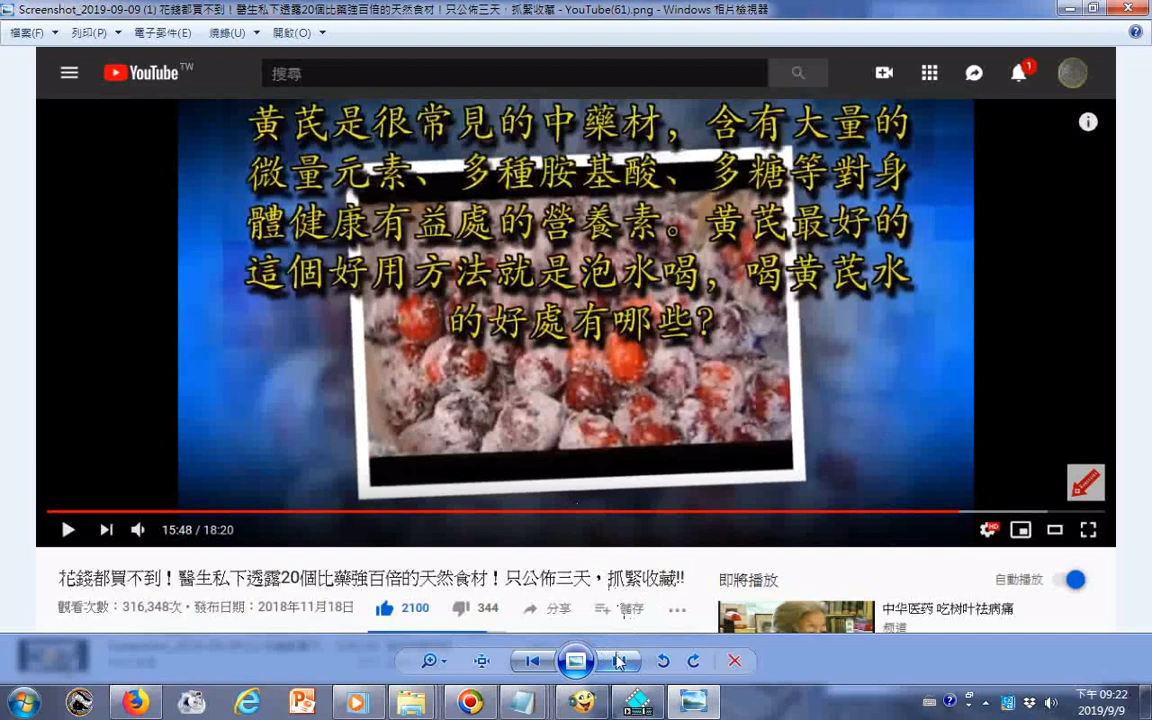 Screenshot_2019-09-09 (1) 花錢都買不到！醫生私下透露20個比藥強百倍的天然食材！只公佈三天，抓緊收藏 - YouTube(61).png - Windows 相片檢視器
檔案(F) 列印(P) 電子郵件(E) 燒錄(U) 開啟(O)
YouTube TW 搜尋 1
黃芪是很常見的中藥材，含有大量的
微量元素、多種胺基酸、多糖等對身
體健康有益處的營養素。黃芪最好的
這個好用方法就是泡水喝，喝黃芪水
的好處有哪些?
15:48 / 18:20 HD
花錢都買不到！醫生私下透露20個比藥強百倍的天然食材！只公佈三天，抓緊收藏!!
即將播放 自動播放
觀看次數：316,348次 • 發布日期：2018年11月18日 2100 344 分享 儲存
中华医药 吃树叶祛病痛
频道
下午 09:22
2019/9/9